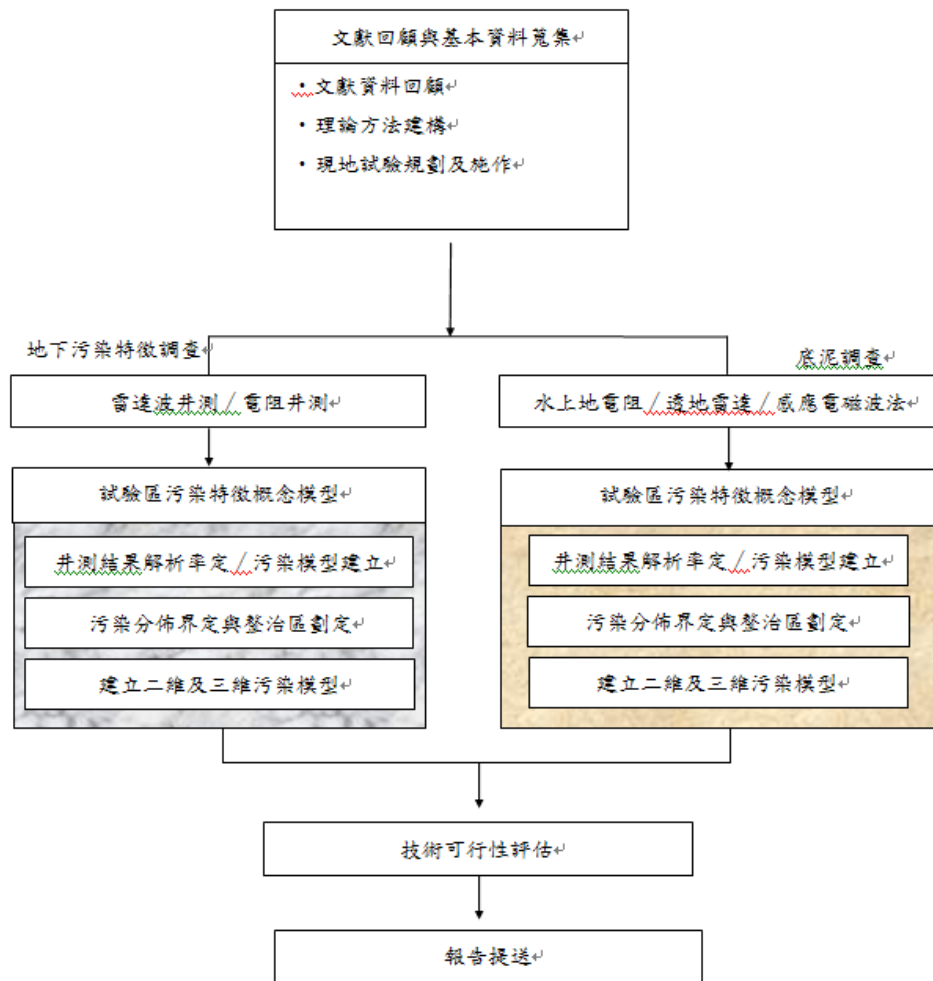 文獻回顧與基本資料蒐集
・文獻資料回顧
・理論方法建構
・現地試驗規劃及施作
地下污染特徵調查
底泥調查
雷達波井測／電阻井測
水上地電阻／透地雷達／感應電磁波法
試驗區污染特徵概念模型
試驗區污染特徵概念模型
井測結果解析率定／污染模型建立
井測結果解析率定／污染模型建立
污染分佈界定與整治區劃定
污染分佈界定與整治區劃定
建立二維及三維污染模型
建立二維及三維污染模型
技術可行性評估
報告提送